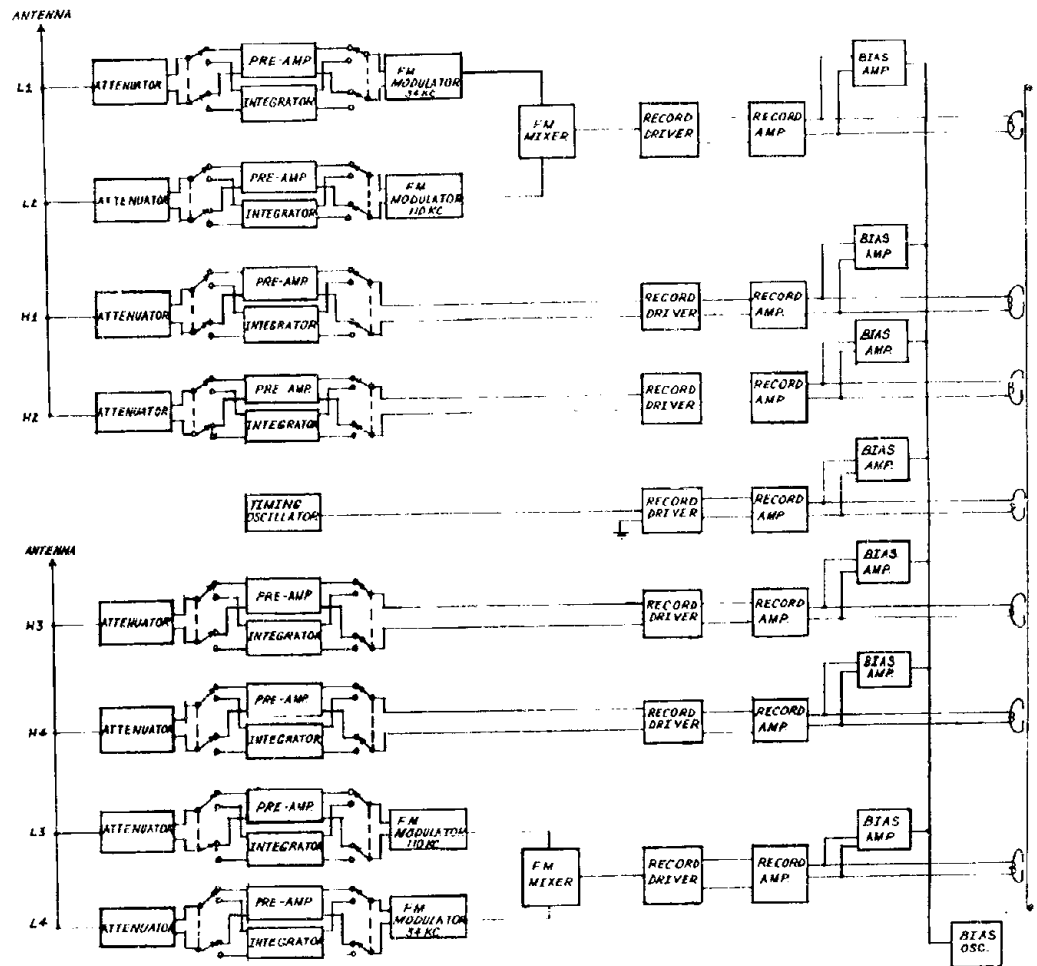 ANTENNA
L1
ATTENUATOR
PRE-AMP
INTEGRATOR
FM
MODULATOR
54 KC
FM
MIXER
RECORD
DRIVER
RECORD
AMP.
BIAS
AMP.
L2
ATTENUATOR
PRE-AMP.
INTEGRATOR
FM
MODULATOR
110 KC
H1
ATTENUATOR
PRE-AMP.
INTEGRATOR
RECORD
DRIVER
RECORD
AMP.
BIAS
AMP
H2
ATTENUATOR
PRE AMP.
INTEGRATOR
RECORD
DRIVER
RECORD
AMP
BIAS
AMP.
TIMING
OSCILLATOR
RECORD
DRIVER
RECORD
AMP
BIAS
AMP.
ANTENNA
H3
ATTENUATOR
PRE-AMP
INTEGRATOR
RECORD
DRIVER
RECORD
AMP.
BIAS
AMP.
H4
ATTENUATOR
PRE-AMP.
INTEGRATOR
RECORD
DRIVER
RECORD
AMP.
BIAS
AMP.
L3
ATTENUATOR
PRE-AMP.
INTEGRATOR
FM
MODULATOR
110 KC
FM
MIXER
RECORD
DRIVER
RECORD
AMP.
BIAS
AMP.
L4
ATTENUATOR
PRE-AMP.
INTEGRATOR
FM
MODULATOR
54 KC
BIAS
OSC.